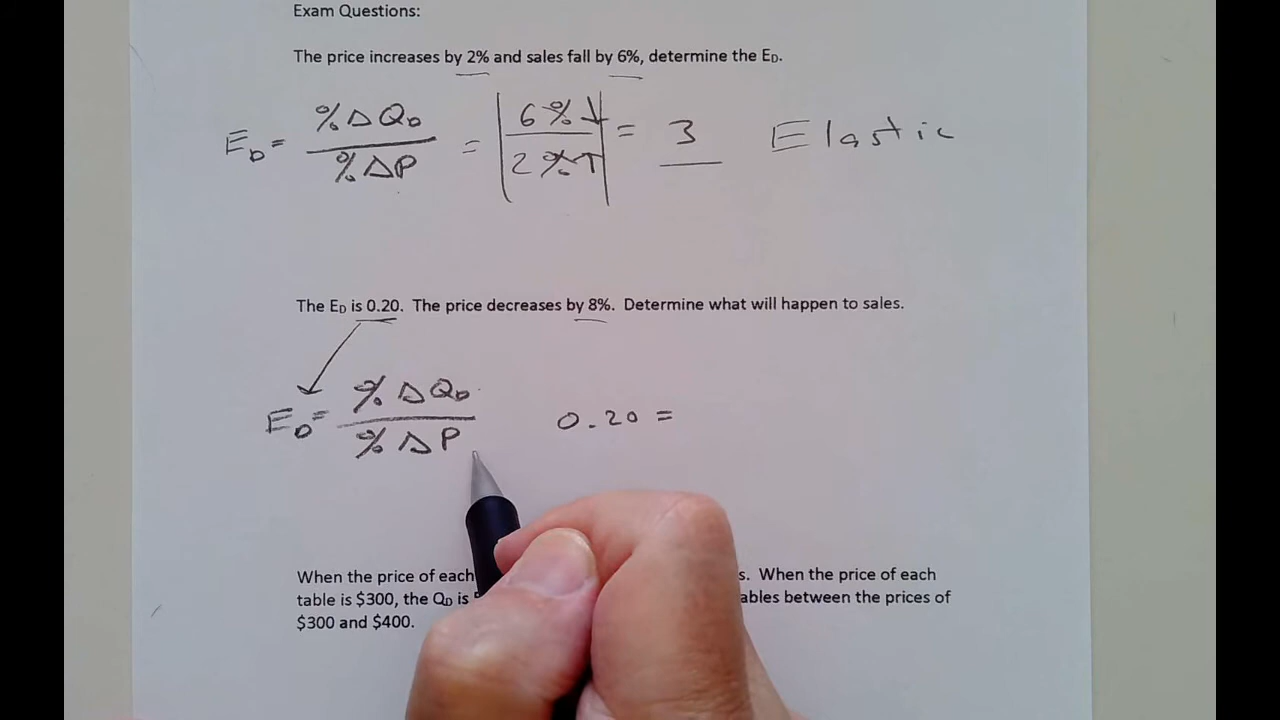 Exam Questions:
The price increases by 2% and sales fall by 6%, determine the ED.
ED = %ΔQD / %ΔP = |6%↓ / 2%↑| = 3 Elastic
The ED is 0.20. The price decreases by 8%. Determine what will happen to sales.
ED = %ΔQD / %ΔP 0.20 =
When the price of each s. When the price of each
table is $300, the QD is ables between the prices of
$300 and $400.